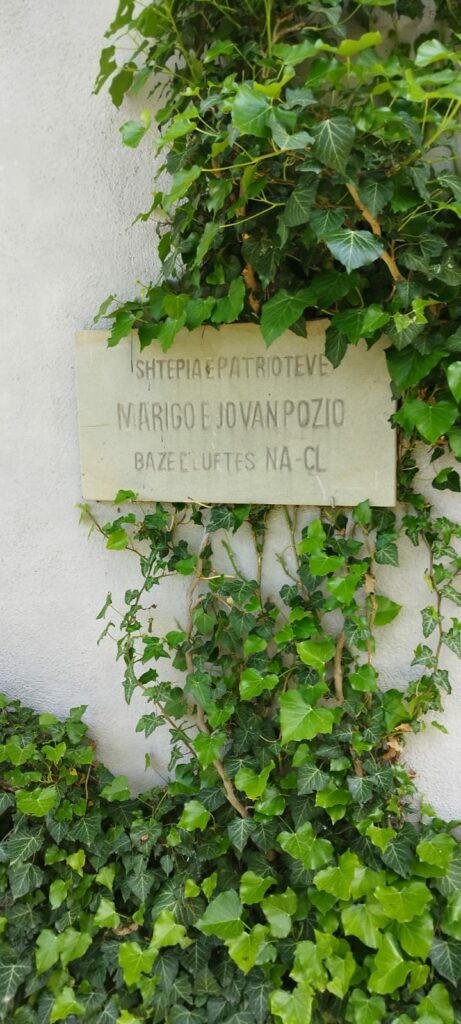 SHTEPIA E PATRIOTEVE
MARIGO E JOVAN POZIO
BAZE E LUFTES NA-CL